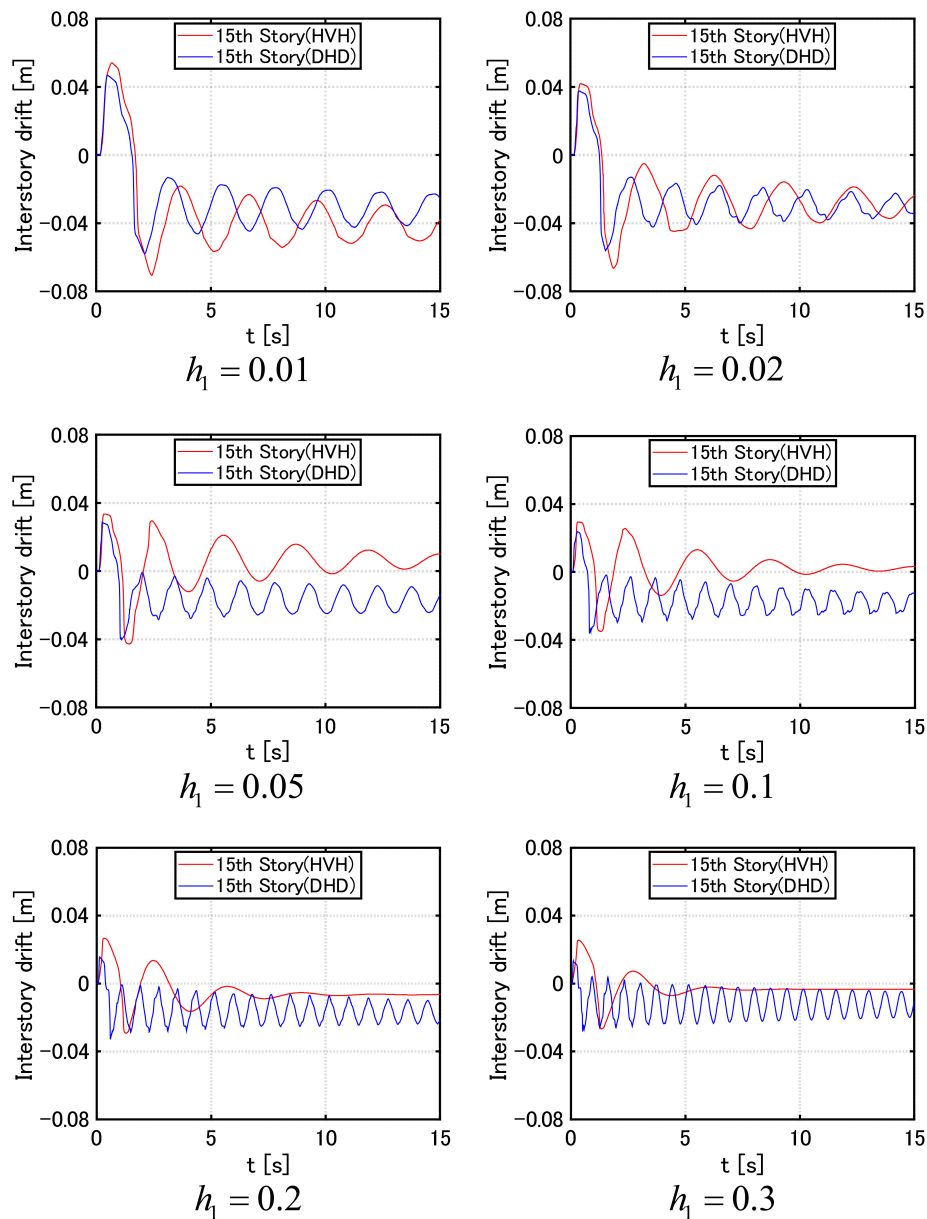 0.08
0.04
0
-0.04
-0.08
Interstory drift [m]
15th Story(HVH)
15th Story(DHD)
0 5 10 15
t [s]
h₁ = 0.01
0.08
0.04
0
-0.04
-0.08
Interstory drift [m]
15th Story(HVH)
15th Story(DHD)
0 5 10 15
t [s]
h₁ = 0.02
0.08
0.04
0
-0.04
-0.08
Interstory drift [m]
15th Story(HVH)
15th Story(DHD)
0 5 10 15
t [s]
h₁ = 0.05
0.08
0.04
0
-0.04
-0.08
Interstory drift [m]
15th Story(HVH)
15th Story(DHD)
0 5 10 15
t [s]
h₁ = 0.1
0.08
0.04
0
-0.04
-0.08
Interstory drift [m]
15th Story(HVH)
15th Story(DHD)
0 5 10 15
t [s]
h₁ = 0.2
0.08
0.04
0
-0.04
-0.08
Interstory drift [m]
15th Story(HVH)
15th Story(DHD)
0 5 10 15
t [s]
h₁ = 0.3